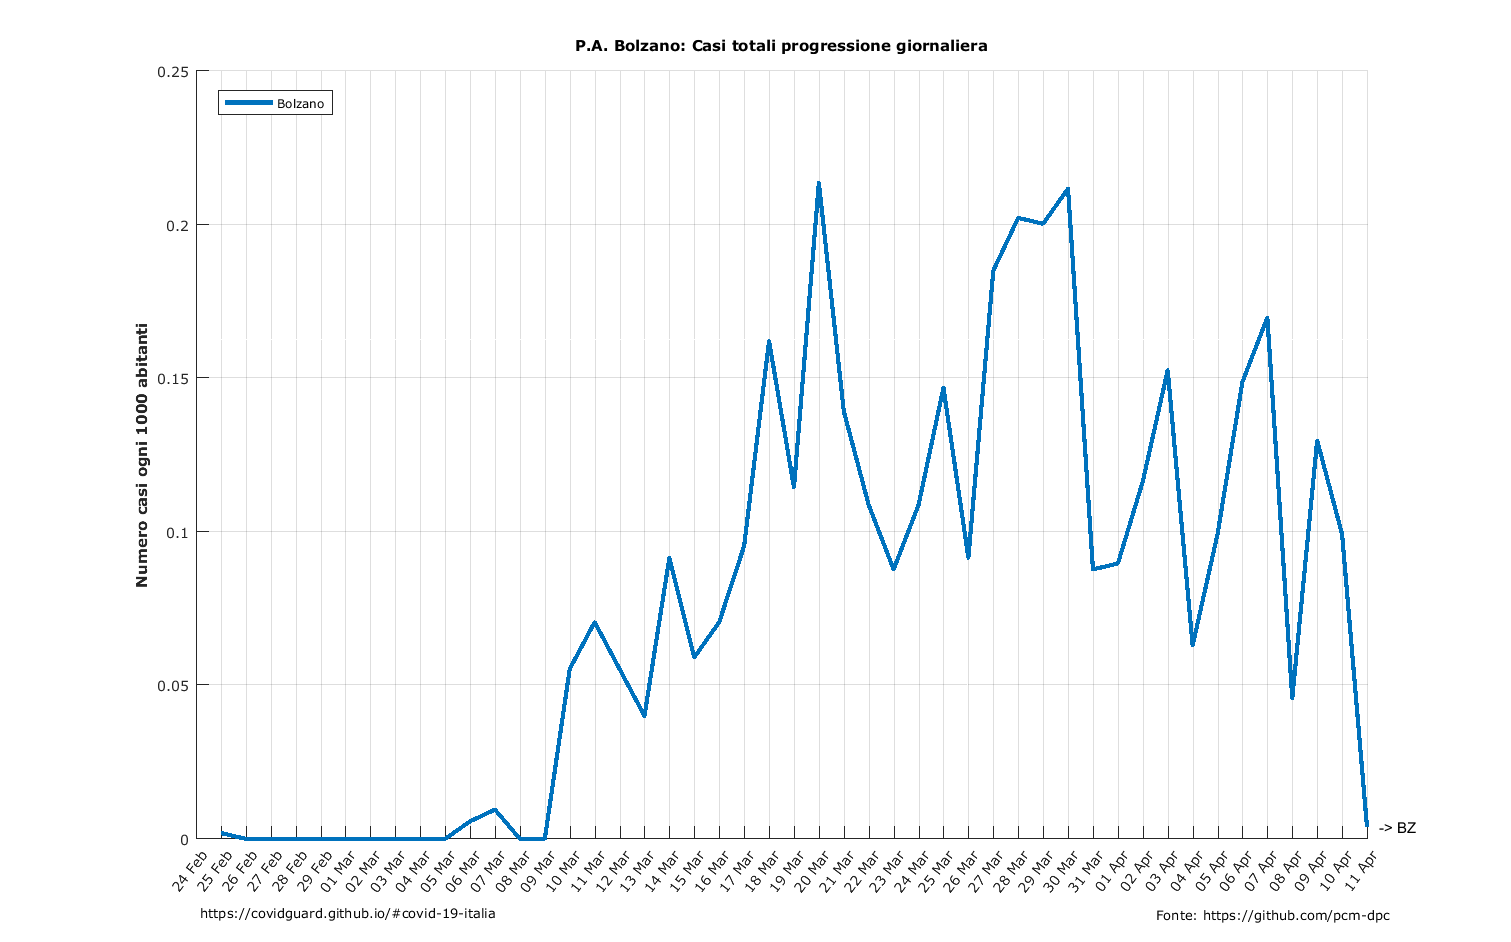 P.A. Bolzano: Casi totali progressione giornaliera
0.25
Bolzano
0.2
0.15
0.1
0.05
0
Numero casi ogni 1000 abitanti
-> BZ
24 Feb
25 Feb
26 Feb
27 Feb
28 Feb
29 Feb
01 Mar
02 Mar
03 Mar
04 Mar
05 Mar
06 Mar
07 Mar
08 Mar
09 Mar
10 Mar
11 Mar
12 Mar
13 Mar
14 Mar
15 Mar
16 Mar
17 Mar
18 Mar
19 Mar
20 Mar
21 Mar
22 Mar
23 Mar
24 Mar
25 Mar
26 Mar
27 Mar
28 Mar
29 Mar
30 Mar
31 Mar
01 Apr
02 Apr
03 Apr
04 Apr
05 Apr
06 Apr
07 Apr
08 Apr
09 Apr
10 Apr
11 Apr
https://covidguard.github.io/#covid-19-italia
Fonte: https://github.com/pcm-dpc